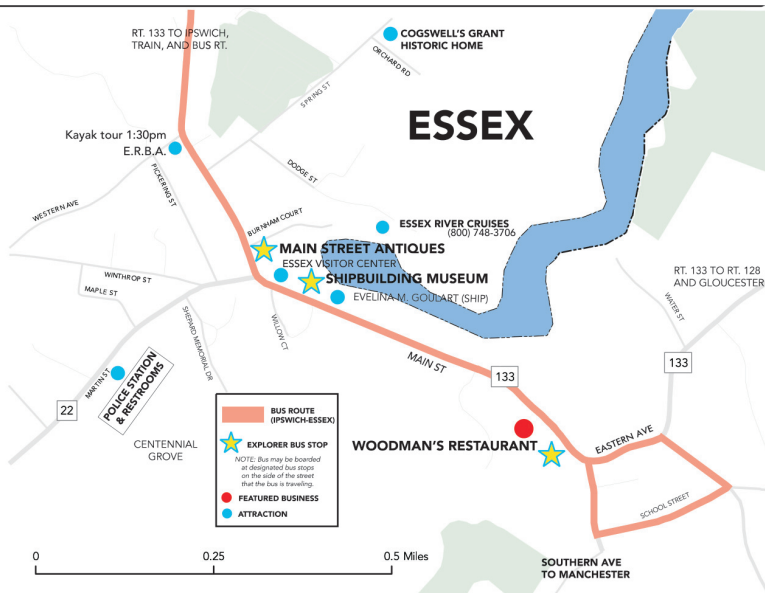 RT. 133 TO IPSWICH,
TRAIN, AND BUS RT.
COGSWELL'S GRANT
HISTORIC HOME
ORCHARD RD
SPRING ST
ESSEX
Kayak tour 1:30pm
E.R.B.A.
PICKERING ST
DODGE ST
WESTERN AVE
BURNHAM COURT
ESSEX RIVER CRUISES
(800) 748-3706
MAIN STREET ANTIQUES
ESSEX VISITOR CENTER
SHIPBUILDING MUSEUM
EVELINA M. GOULART (SHIP)
RT. 133 TO RT. 128
AND GLOUCESTER
WINTHROP ST
MAPLE ST
WATER ST
SHEPARD MEMORIAL DR
WILLOW CT
MAIN ST
133
133
MARTIN ST
POLICE STATION
& RESTROOMS
22
CENTENNIAL
GROVE
BUS ROUTE
(IPSWICH-ESSEX)
EXPLORER BUS STOP
NOTE: Bus may be boarded
at designated bus stops
on the side of the street
that the bus is traveling.
FEATURED BUSINESS
ATTRACTION
WOODMAN'S RESTAURANT
EASTERN AVE
SCHOOL STREET
SOUTHERN AVE
TO MANCHESTER
0 0.25 0.5 Miles